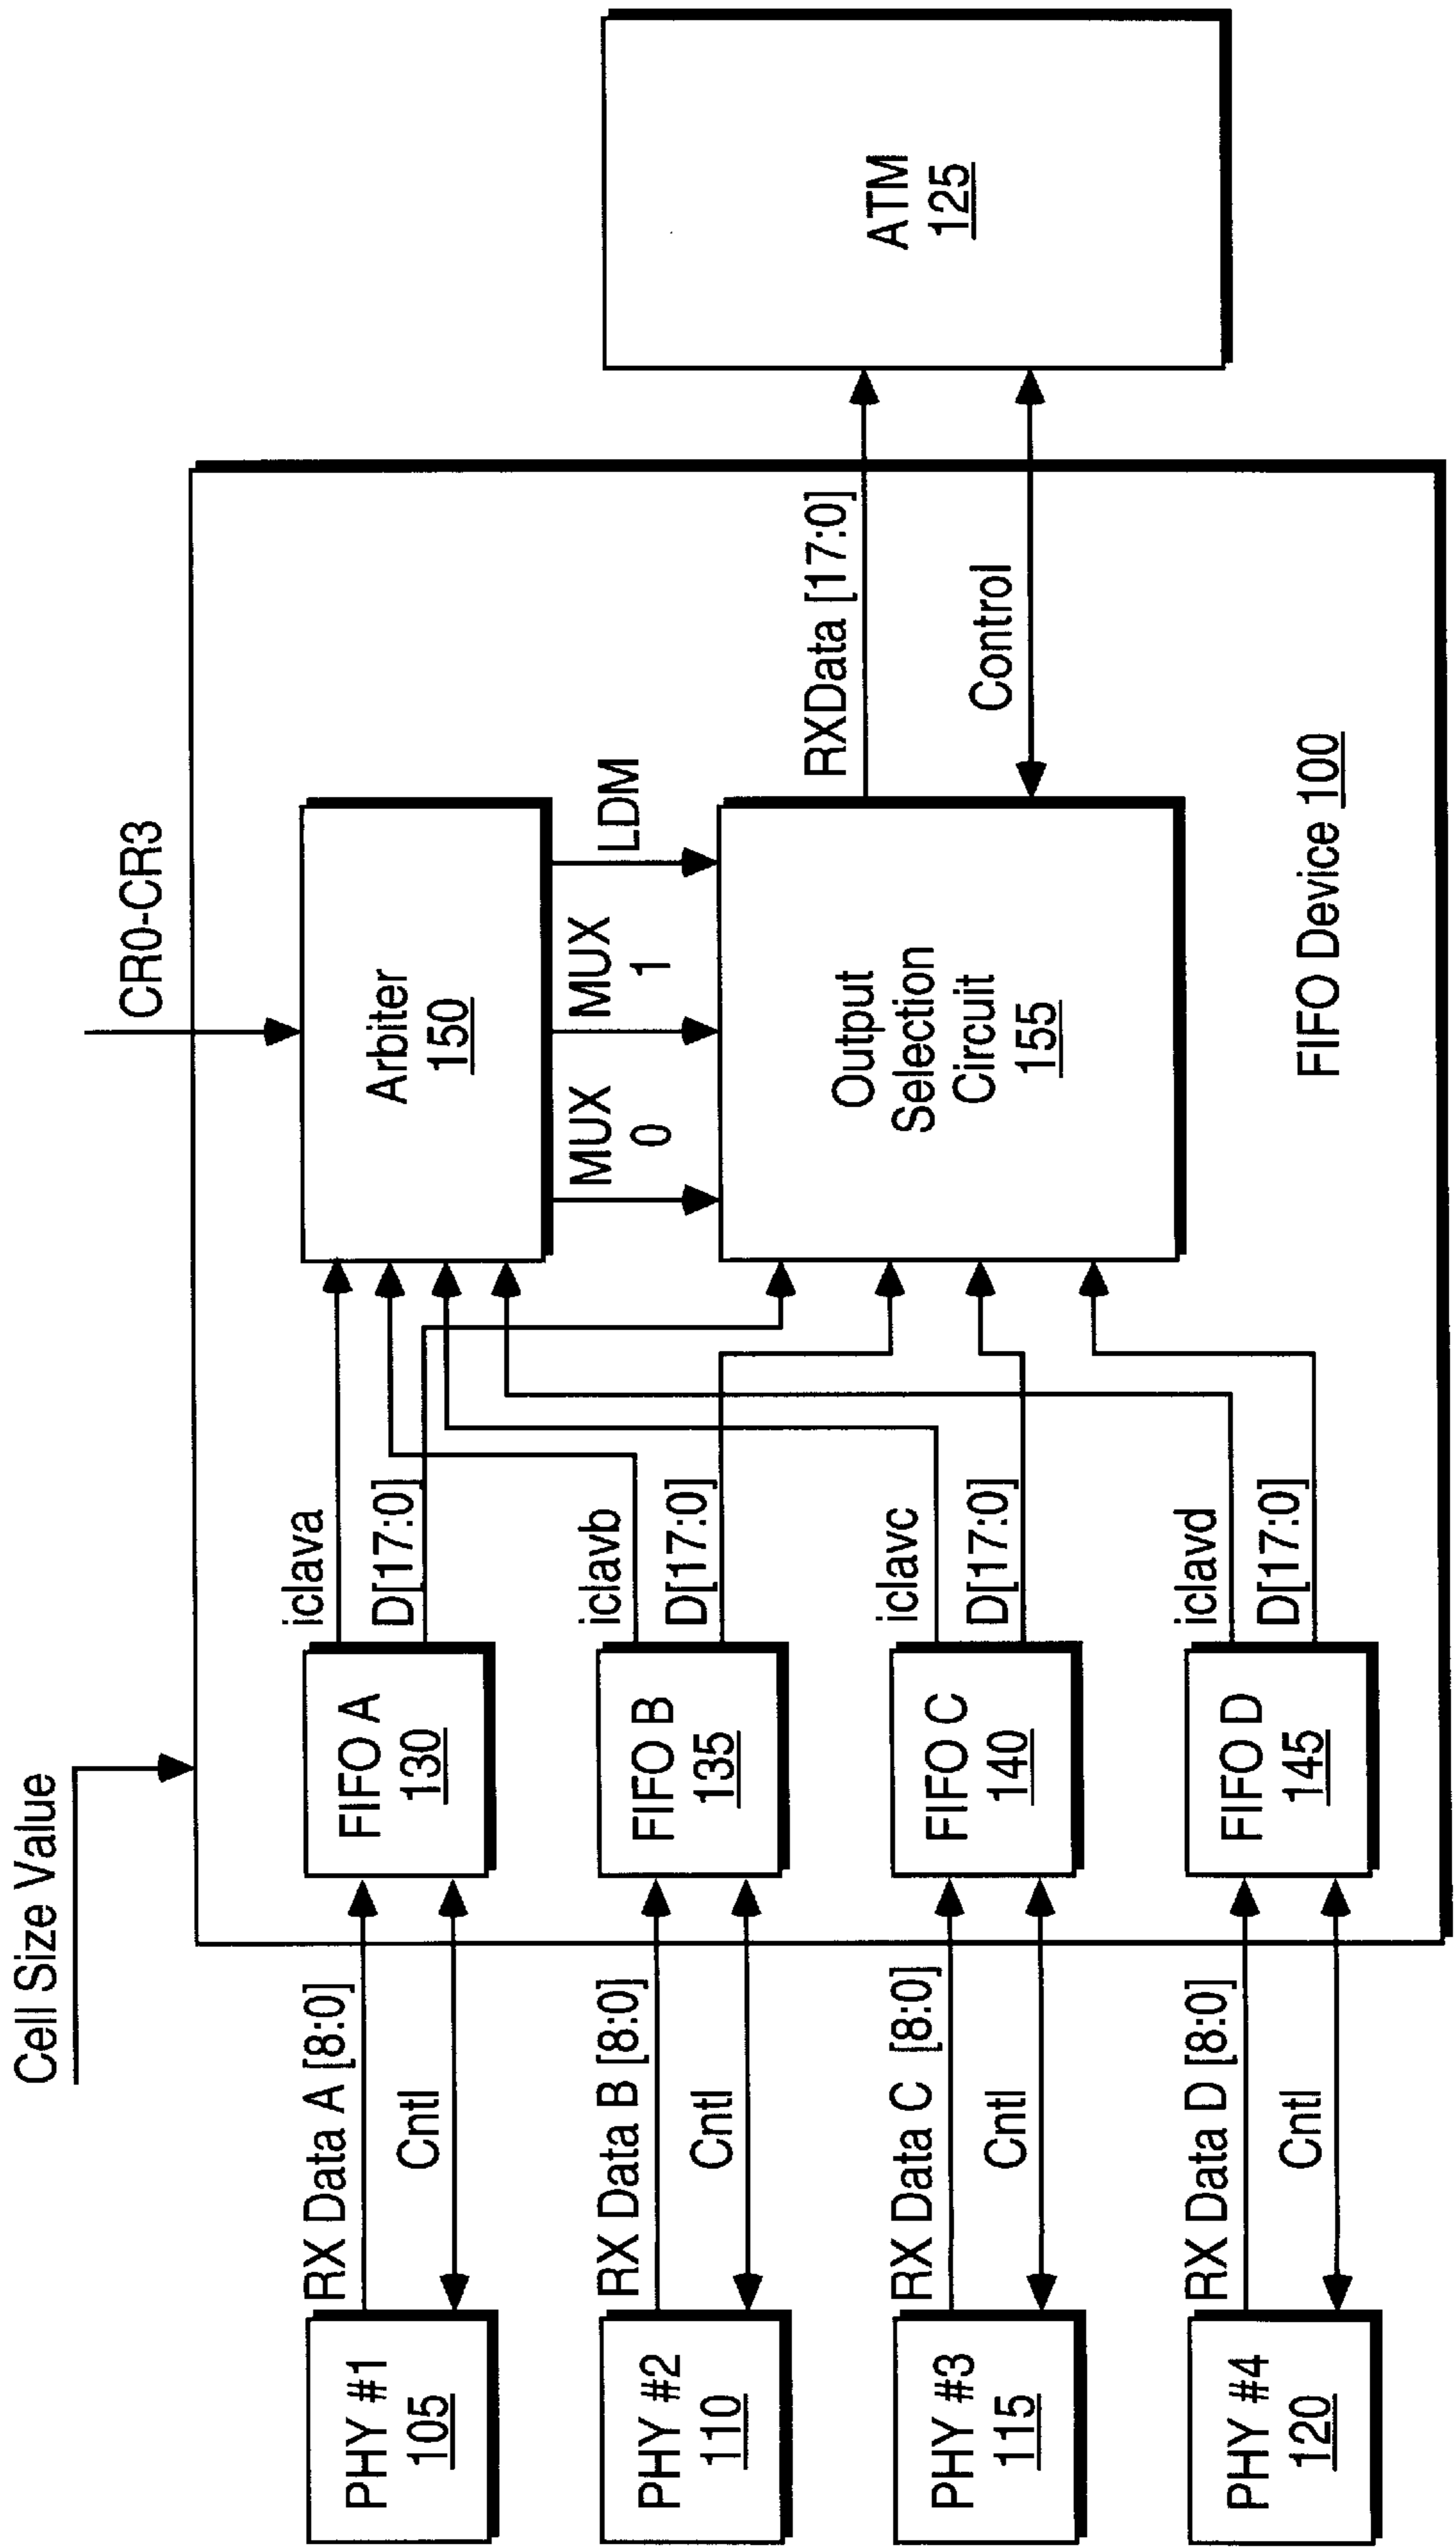 Cell Size Value
CR0-CR3
PHY #1
105
RX Data A [8:0]
Cntl
FIFO A
130
iclava
D[17:0]
Arbiter
150
MUX
0
MUX
1
LDM
PHY #2
110
RX Data B [8:0]
Cntl
FIFO B
135
iclavb
D[17:0]
PHY #3
115
RX Data C [8:0]
Cntl
FIFO C
140
iclavc
D[17:0]
Output
Selection
Circuit
155
RXData [17:0]
Control
ATM
125
PHY #4
120
RX Data D [8:0]
Cntl
FIFO D
145
iclavd
D[17:0]
FIFO Device 100